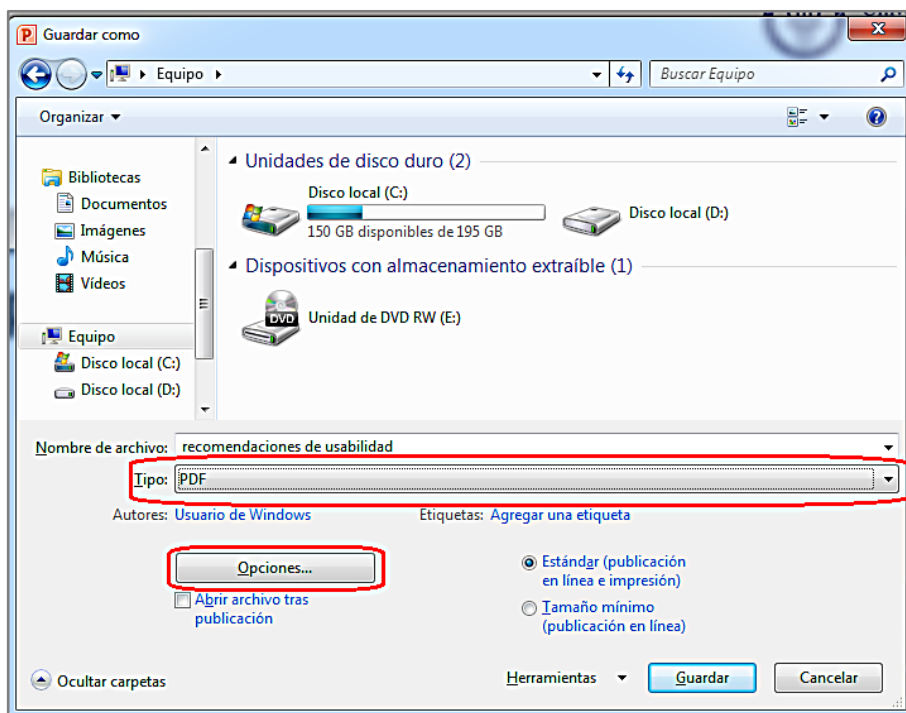 Guardar como
Equipo
Buscar Equipo
Organizar
Bibliotecas
Documentos
Imágenes
Música
Vídeos
Equipo
Disco local (C:)
Disco local (D:)
Unidades de disco duro (2)
Disco local (C:)
150 GB disponibles de 195 GB
Disco local (D:)
Dispositivos con almacenamiento extraíble (1)
DVD
Unidad de DVD RW (E:)
Nombre de archivo: recomendaciones de usabilidad
Tipo: PDF
Autores: Usuario de Windows Etiquetas: Agregar una etiqueta
Opciones...
Abrir archivo tras
publicación
Estándar (publicación
en línea e impresión)
Tamaño mínimo
(publicación en línea)
Ocultar carpetas
Herramientas Guardar Cancelar